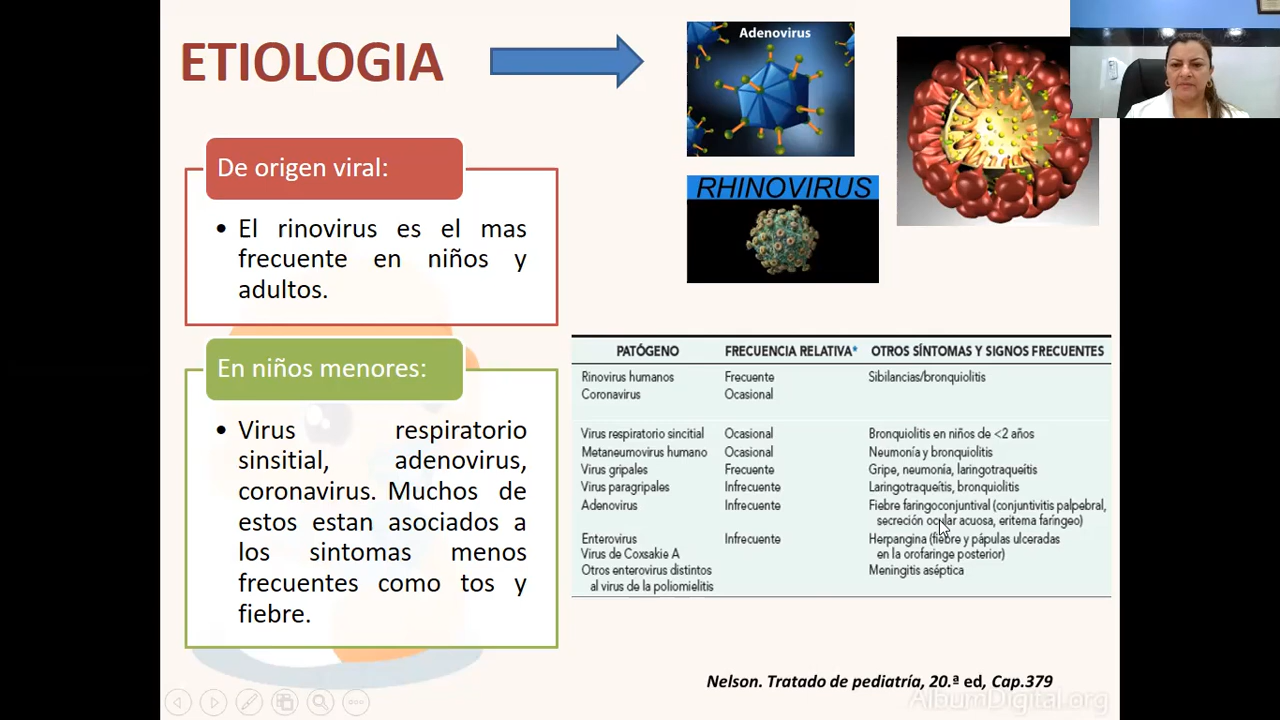 ETIOLOGIA
Adenovirus
RHINOVIRUS
De origen viral:
• El rinovirus es el mas
frecuente en niños y
adultos.
En niños menores:
• Virus respiratorio
sinsitial, adenovirus,
coronavirus. Muchos de
estos estan asociados a
los sintomas menos
frecuentes como tos y
fiebre.
PATÓGENO FRECUENCIA RELATIVA* OTROS SÍNTOMAS Y SIGNOS FRECUENTES
Rinovirus humanos Frecuente Sibilancias/bronquiolitis
Coronavirus Ocasional
Virus respiratorio sincitial Ocasional Bronquiolitis en niños de <2 años
Metaneumovirus humano Ocasional Neumonía y bronquiolitis
Virus gripales Frecuente Gripe, neumonía, laringotraqueítis
Virus paragripales Infrecuente Laringotraqueítis, bronquiolitis
Adenovirus Infrecuente Fiebre faringoconjuntival (conjuntivitis palpebral,
secreción ocular acuosa, eritema faríngeo)
Enterovirus Infrecuente Herpangina (fiebre y pápulas ulceradas
Virus de Coxsakie A en la orofaringe posterior)
Otros enterovirus distintos Meningitis aséptica
al virus de la poliomielitis
Nelson. Tratado de pediatría, 20.ª ed, Cap.379
AlbumDigital.org